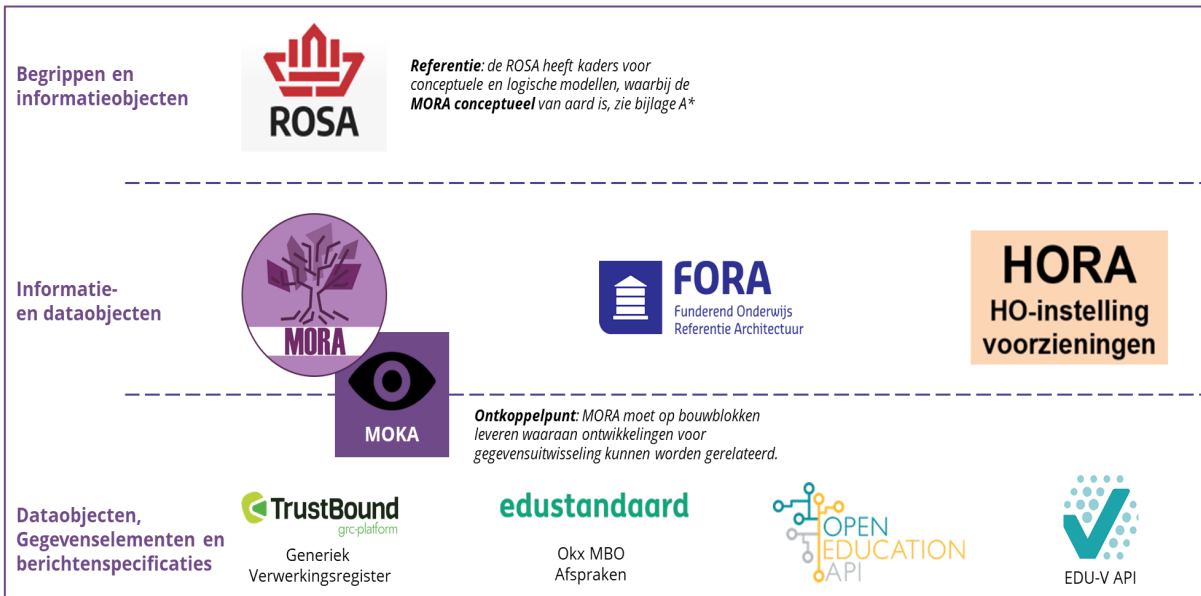 Begrippen en
informatieobjecten
ROSA
Referentie: de ROSA heeft kaders voor
conceptuele en logische modellen, waarbij de
MORA conceptueel van aard is, zie bijlage A*
Informatie-
en dataobjecten
MORA
FORA
Funderend Onderwijs
Referentie Architectuur
HORA
HO-instelling
voorzieningen
MOKA
Ontkoppelpunt: MORA moet op bouwblokken
leveren waaraan ontwikkelingen voor
gegevensuitwisseling kunnen worden gerelateerd.
Dataobjecten,
Gegevenselementen en
berichtenspecificaties
TrustBound
grc-platform
Generiek
Verwerkingsregister
edustandaard
Okx MBO
Afspraken
OPEN
EDUCATION
API
EDU-V API